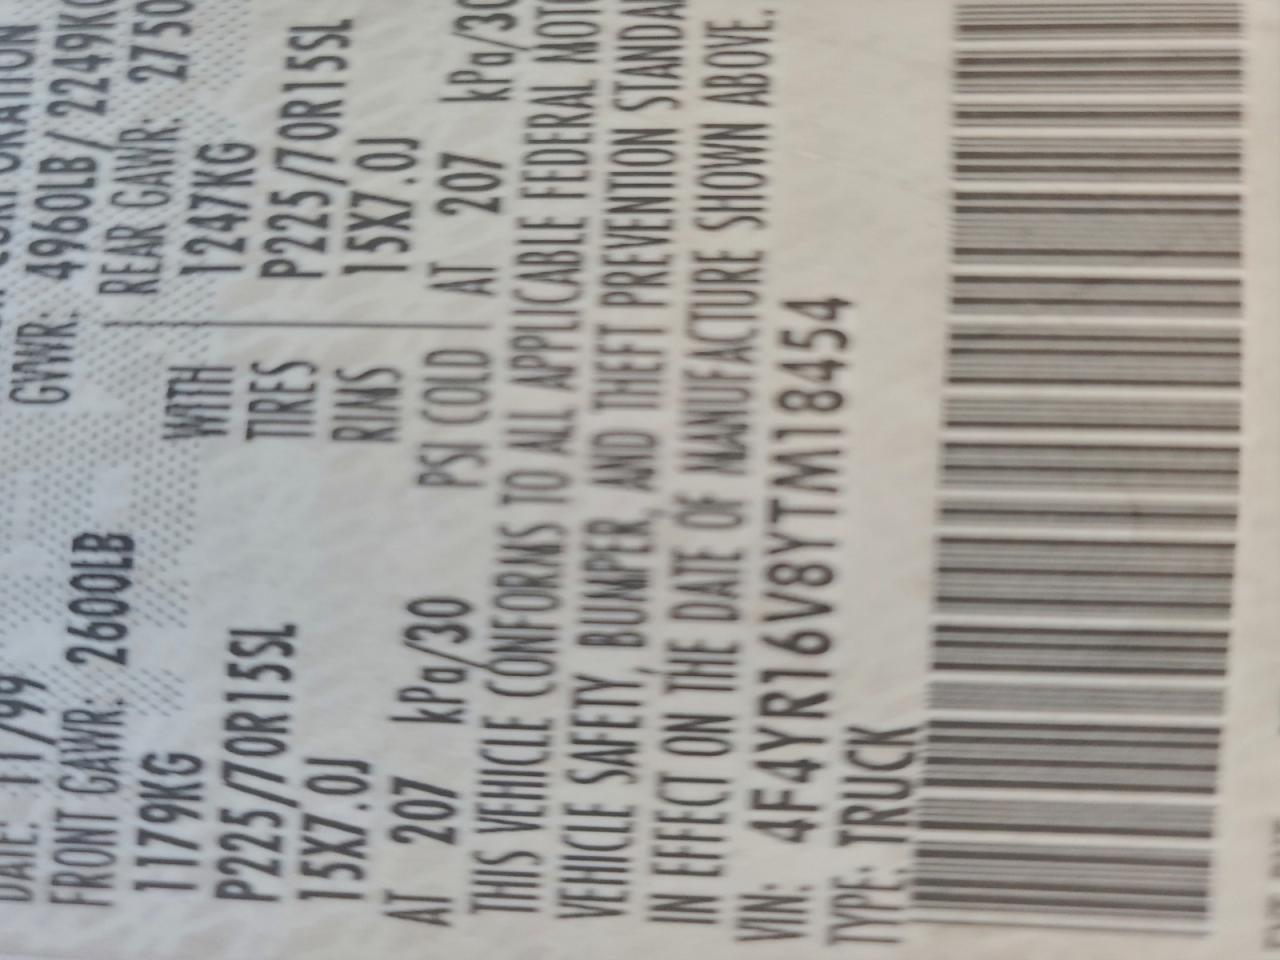 DATE: 11/99
GVWR: 4960LB/2249KG
FRONT GAWR: 2600LB REAR GAWR: 2750
1179KG WITH 1247KG
P225/70R15SL TIRES P225/70R15SL
15X7.0J RIMS 15X7.0J
AT 207 kPa/30 PSI COLD AT 207 kPa/30
THIS VEHICLE CONFORMS TO ALL APPLICABLE FEDERAL MOTO
VEHICLE SAFETY, BUMPER, AND THEFT PREVENTION STANDA
IN EFFECT ON THE DATE OF MANUFACTURE SHOWN ABOVE.
VIN: 4F4YR16V8YTM18454
TYPE: TRUCK